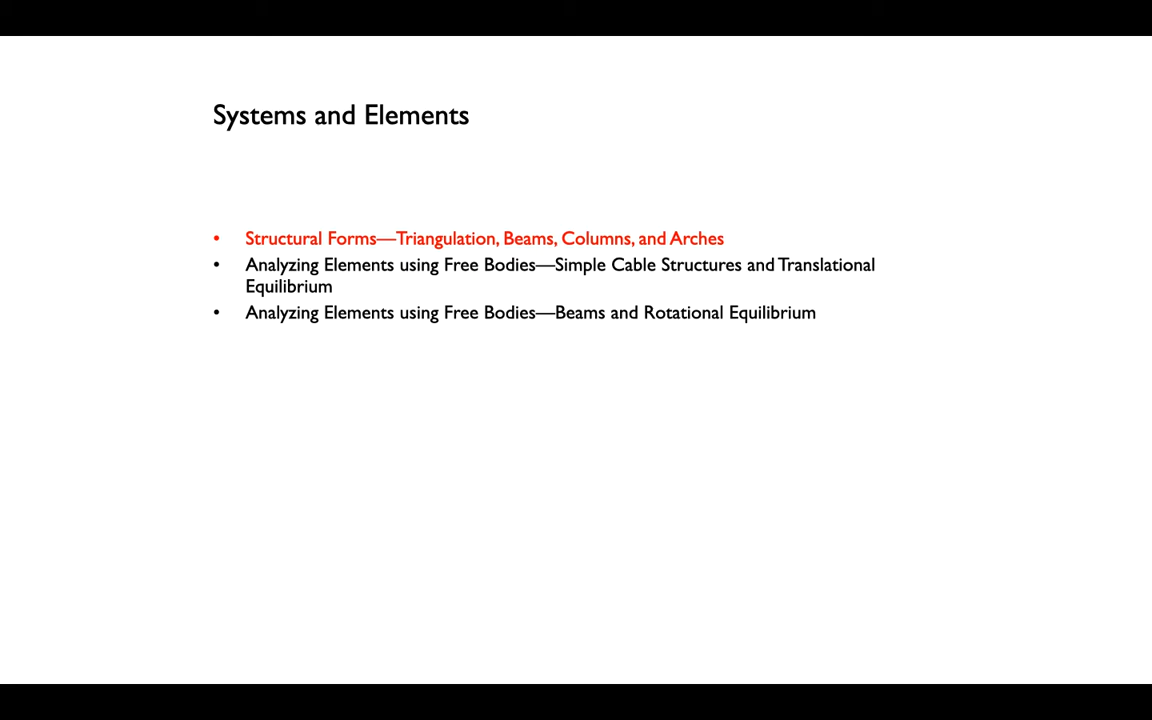 Systems and Elements
• Structural Forms—Triangulation, Beams, Columns, and Arches
• Analyzing Elements using Free Bodies—Simple Cable Structures and Translational
Equilibrium
• Analyzing Elements using Free Bodies—Beams and Rotational Equilibrium